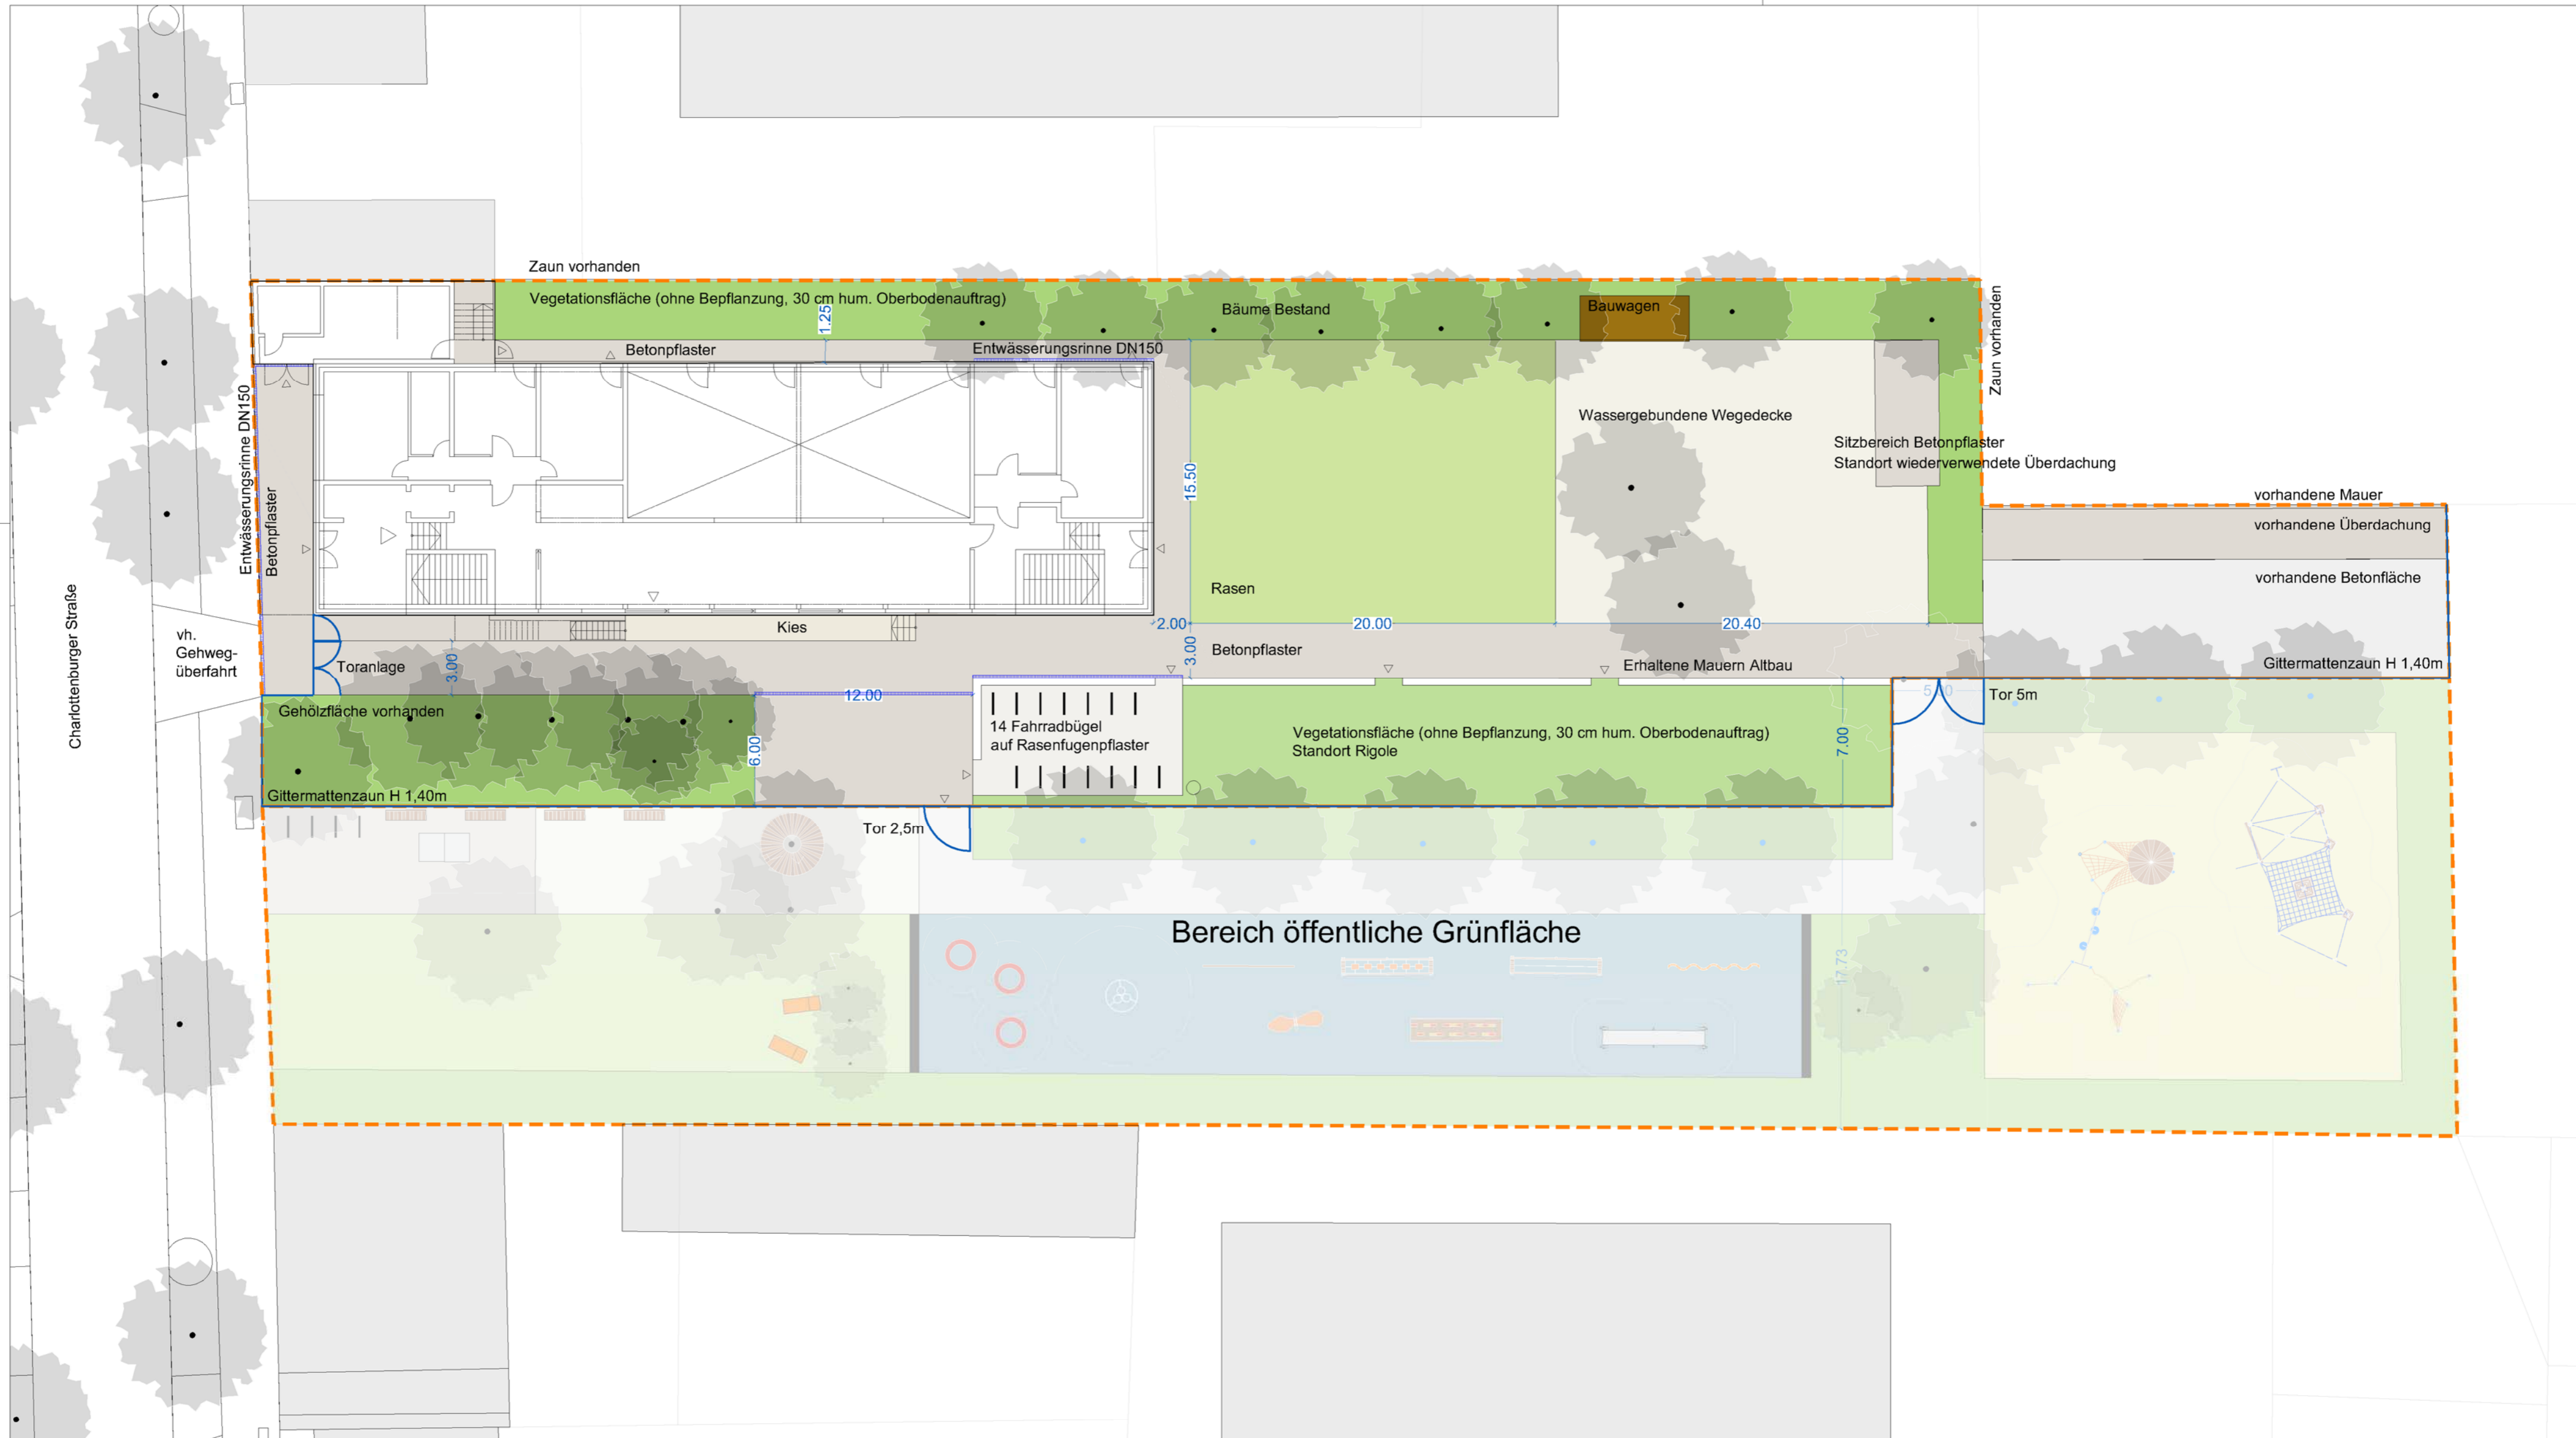 Zaun vorhanden
Vegetationsfläche (ohne Bepflanzung, 30 cm hum. Oberbodenauftrag)
1.25
Bäume Bestand
Bauwagen
Zaun vorhanden
Betonpflaster
Entwässerungsrinne DN150
Entwässerungsrinne DN150
Betonpflaster
Wassergebundene Wegedecke
Sitzbereich Betonpflaster
Standort wiederverwendete Überdachung
15.50
vorhandene Mauer
vorhandene Überdachung
vorhandene Betonfläche
Rasen
Charlottenburger Straße
vh.
Gehweg-
überfahrt
Kies
2.00
20.00
20.40
3.00
Betonpflaster
Toranlage
3.00
Erhaltene Mauern Altbau
Gittermattenzaun H 1,40m
12.00
5.00
Tor 5m
Gehölzfläche vorhanden
14 Fahrradbügel
auf Rasenfugenpflaster
6.00
Vegetationsfläche (ohne Bepflanzung, 30 cm hum. Oberbodenauftrag)
Standort Rigole
7.00
Gittermattenzaun H 1,40m
Tor 2,5m
Bereich öffentliche Grünfläche
17.73